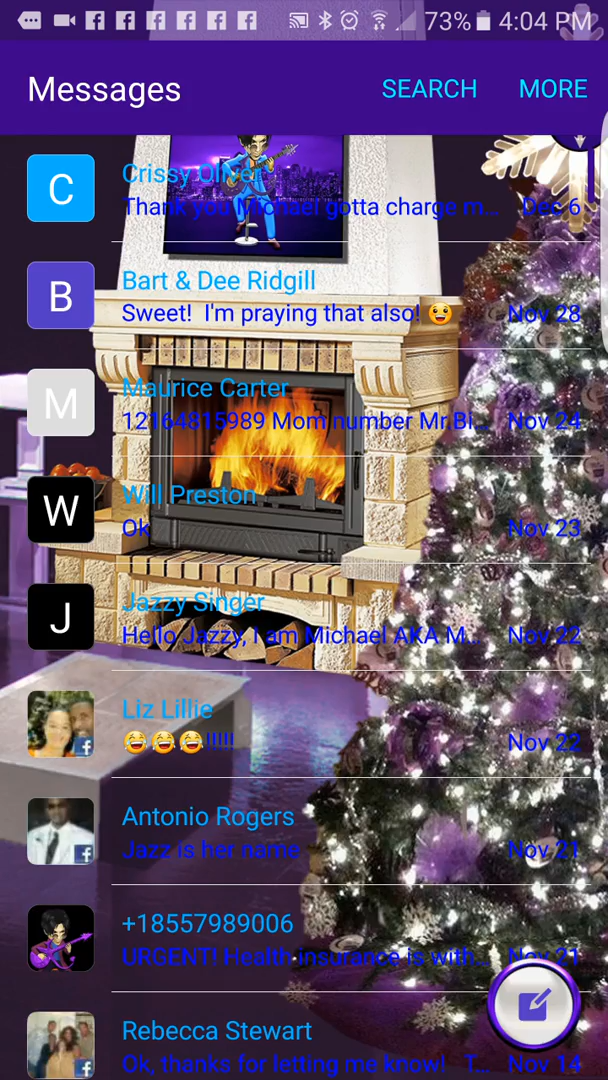 73% 4:04 PM
Messages SEARCH MORE
C Crissy Oliver
Thank you Michael gotta charge m... Dec 6
B Bart & Dee Ridgill
Sweet! I'm praying that also! 😀 Nov 28
M Maurice Carter
12164815989 Mom number Mr.Bi... Nov 24
W Will Preston
Ok Nov 23
J Jazzy Singer
Hello Jazzy, I am Michael AKA M... Nov 22
Liz Lillie
😂😂😂!!!!! Nov 22
Antonio Rogers
Jazz is her name Nov 21
+18557989006
URGENT! Health insurance is with... Nov 21
Rebecca Stewart
Ok, thanks for letting me know! T... Nov 14